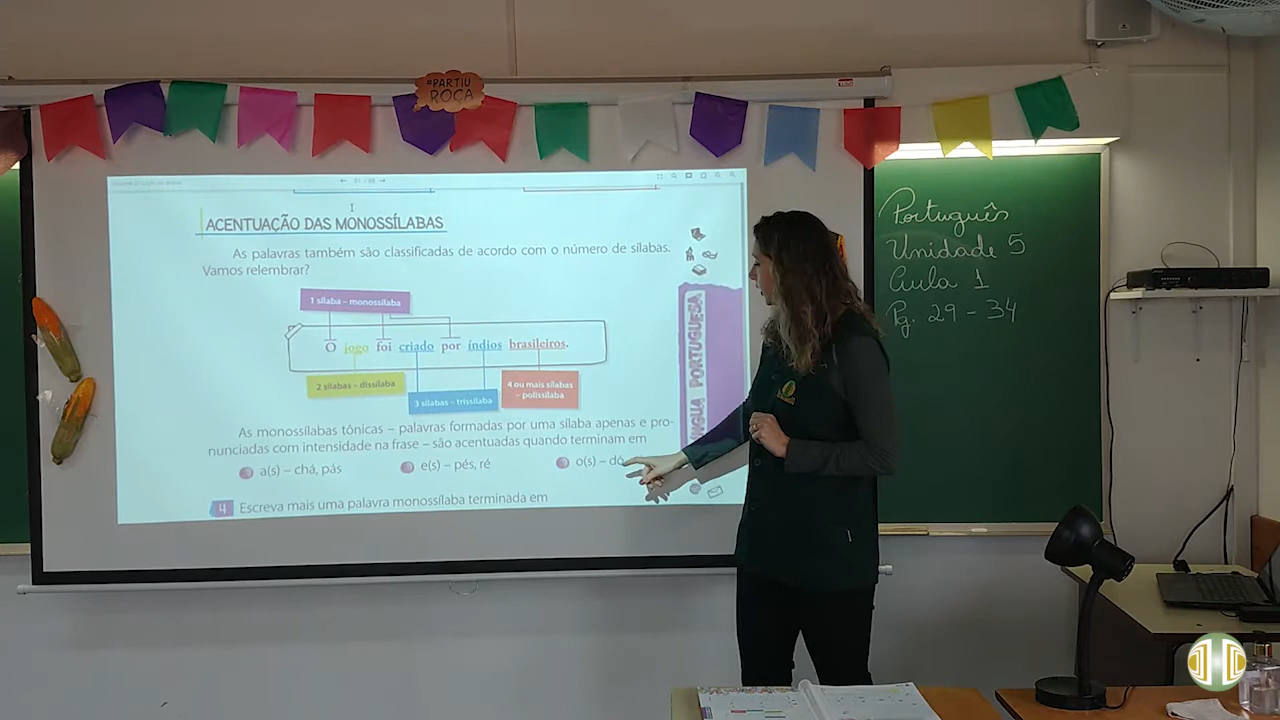 #PARTIU
ROÇA
ACENTUAÇÃO DAS MONOSSÍLABAS
As palavras também são classificadas de acordo com o número de sílabas.
Vamos relembrar?
1 sílaba – monossílaba
O jogo foi criado por índios brasileiros.
2 sílabas – dissílaba
3 sílabas – trissílaba
4 ou mais sílabas
– polissílaba
As monossílabas tônicas – palavras formadas por uma sílaba apenas e pro-
nunciadas com intensidade na frase – são acentuadas quando terminam em
a(s) – chá, pás
e(s) – pés, ré
o(s) – dó
4 Escreva mais uma palavra monossílaba terminada em
PORTUGUESA
Português
Unidade 5
Aula 1
Pg. 29 - 34